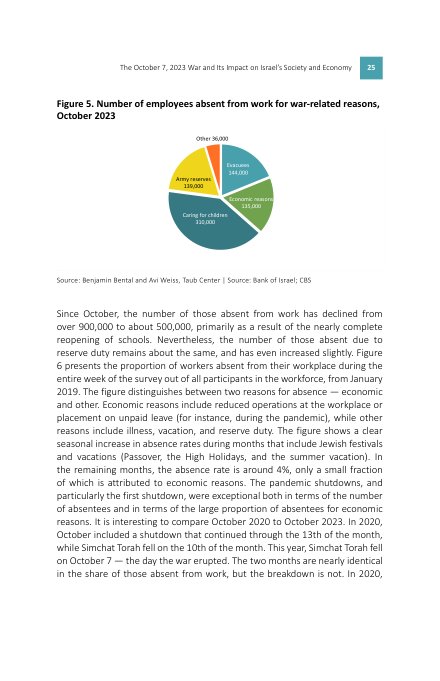 The October 7, 2023 War and Its Impact on Israel's Society and Economy 25
Figure 5. Number of employees absent from work for war-related reasons,
October 2023
Other 36,000
Evacuees
144,000
Army reserves
139,000
Economic reasons
135,000
Caring for children
310,000
Source: Benjamin Bental and Avi Weiss, Taub Center | Source: Bank of Israel; CBS
Since October, the number of those absent from work has declined from
over 900,000 to about 500,000, primarily as a result of the nearly complete
reopening of schools. Nevertheless, the number of those absent due to
reserve duty remains about the same, and has even increased slightly. Figure
6 presents the proportion of workers absent from their workplace during the
entire week of the survey out of all participants in the workforce, from January
2019. The figure distinguishes between two reasons for absence — economic
and other. Economic reasons include reduced operations at the workplace or
placement on unpaid leave (for instance, during the pandemic), while other
reasons include illness, vacation, and reserve duty. The figure shows a clear
seasonal increase in absence rates during months that include Jewish festivals
and vacations (Passover, the High Holidays, and the summer vacation). In
the remaining months, the absence rate is around 4%, only a small fraction
of which is attributed to economic reasons. The pandemic shutdowns, and
particularly the first shutdown, were exceptional both in terms of the number
of absentees and in terms of the large proportion of absentees for economic
reasons. It is interesting to compare October 2020 to October 2023. In 2020,
October included a shutdown that continued through the 13th of the month,
while Simchat Torah fell on the 10th of the month. This year, Simchat Torah fell
on October 7 — the day the war erupted. The two months are nearly identical
in the share of those absent from work, but the breakdown is not. In 2020,